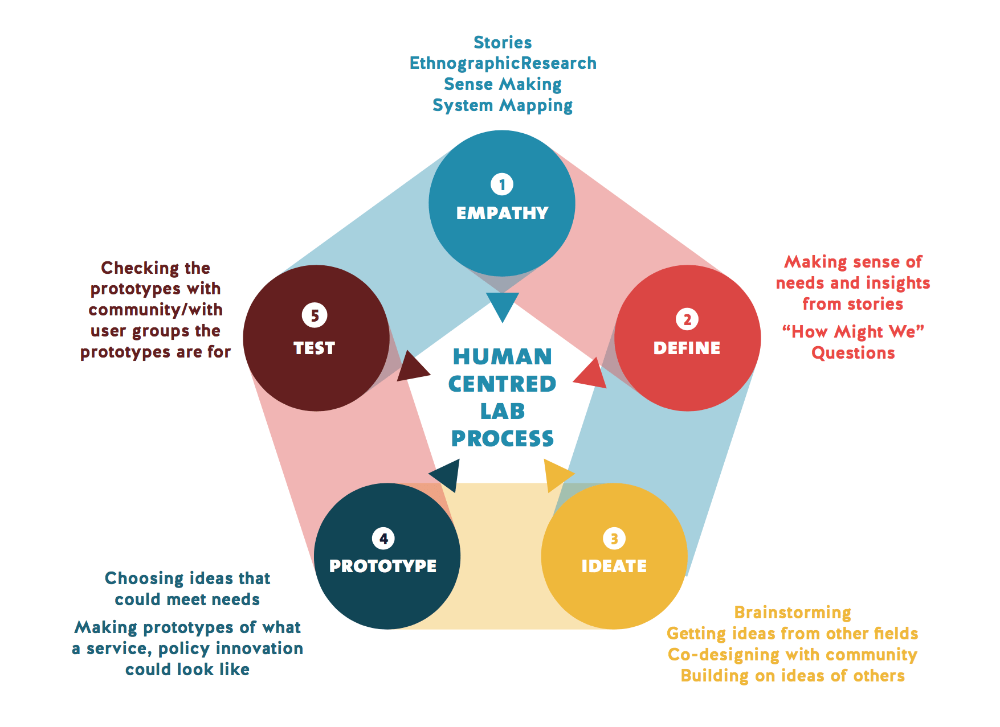 Stories
EthnographicResearch
Sense Making
System Mapping
1
EMPATHY
Making sense of
needs and insights
from stories
“How Might We”
Questions
2
DEFINE
Checking the
prototypes with
community/with
user groups the
prototypes are for
5
TEST
HUMAN
CENTRED
LAB
PROCESS
3
IDEATE
Brainstorming
Getting ideas from other fields
Co-designing with community
Building on ideas of others
4
PROTOTYPE
Choosing ideas that
could meet needs
Making prototypes of what
a service, policy innovation
could look like